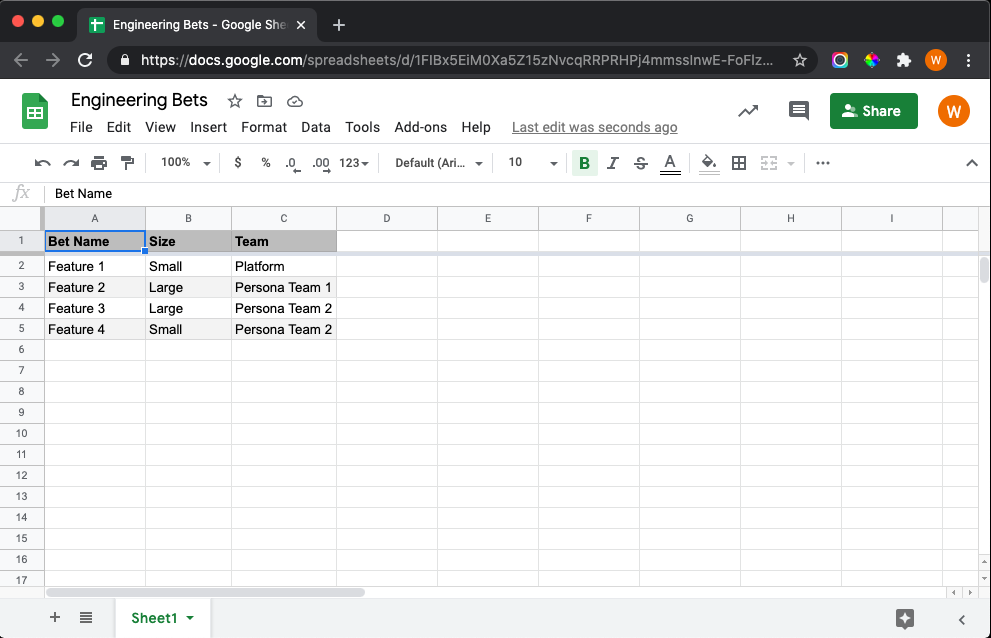 Engineering Bets - Google She
https://docs.google.com/spreadsheets/d/1FIBx5EiM0Xa5Z15zNvcqRRPRHPj4mmssInwE-FoFlz...
W
Engineering Bets
File Edit View Insert Format Data Tools Add-ons Help Last edit was seconds ago
Share
W
100% $ % .0 .00 123 Default (Ari... 10 B I S A ...
fx Bet Name
A B C D E F G H I
1 Bet Name Size Team
2 Feature 1 Small Platform
3 Feature 2 Large Persona Team 1
4 Feature 3 Large Persona Team 2
5 Feature 4 Small Persona Team 2
6
7
8
9
10
11
12
13
14
15
16
17
Sheet1